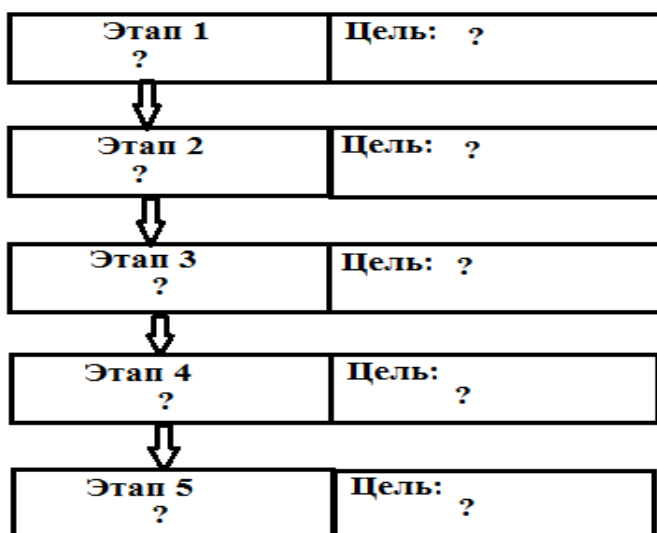 Этап 1
?
Цель: ?
Этап 2
?
Цель: ?
Этап 3
?
Цель: ?
Этап 4
?
Цель:
?
Этап 5
?
Цель:
?